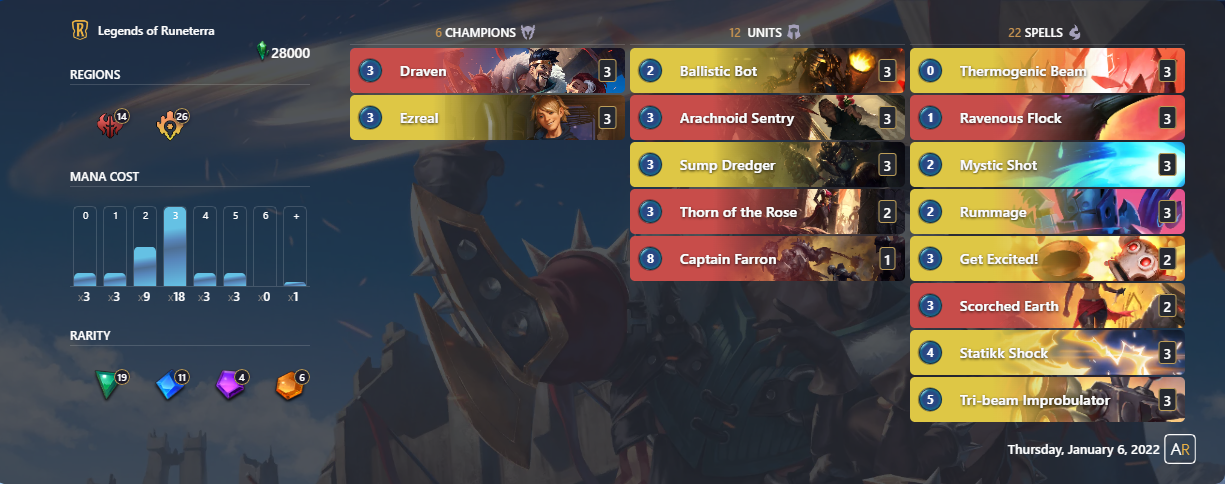 Legends of Runeterra
28000
REGIONS
14
26
MANA COST
0 1 2 3 4 5 6 +
x3 x3 x9 x18 x3 x3 x0 x1
RARITY
19 11 4 6
6 CHAMPIONS
3 Draven 3
3 Ezreal 3
12 UNITS
2 Ballistic Bot 3
3 Arachnoid Sentry 3
3 Sump Dredger 3
3 Thorn of the Rose 2
8 Captain Farron 1
22 SPELLS
0 Thermogenic Beam 3
1 Ravenous Flock 3
2 Mystic Shot 3
2 Rummage 3
3 Get Excited! 2
3 Scorched Earth 2
4 Statikk Shock 3
5 Tri-beam Improbulator 3
Thursday, January 6, 2022 AR